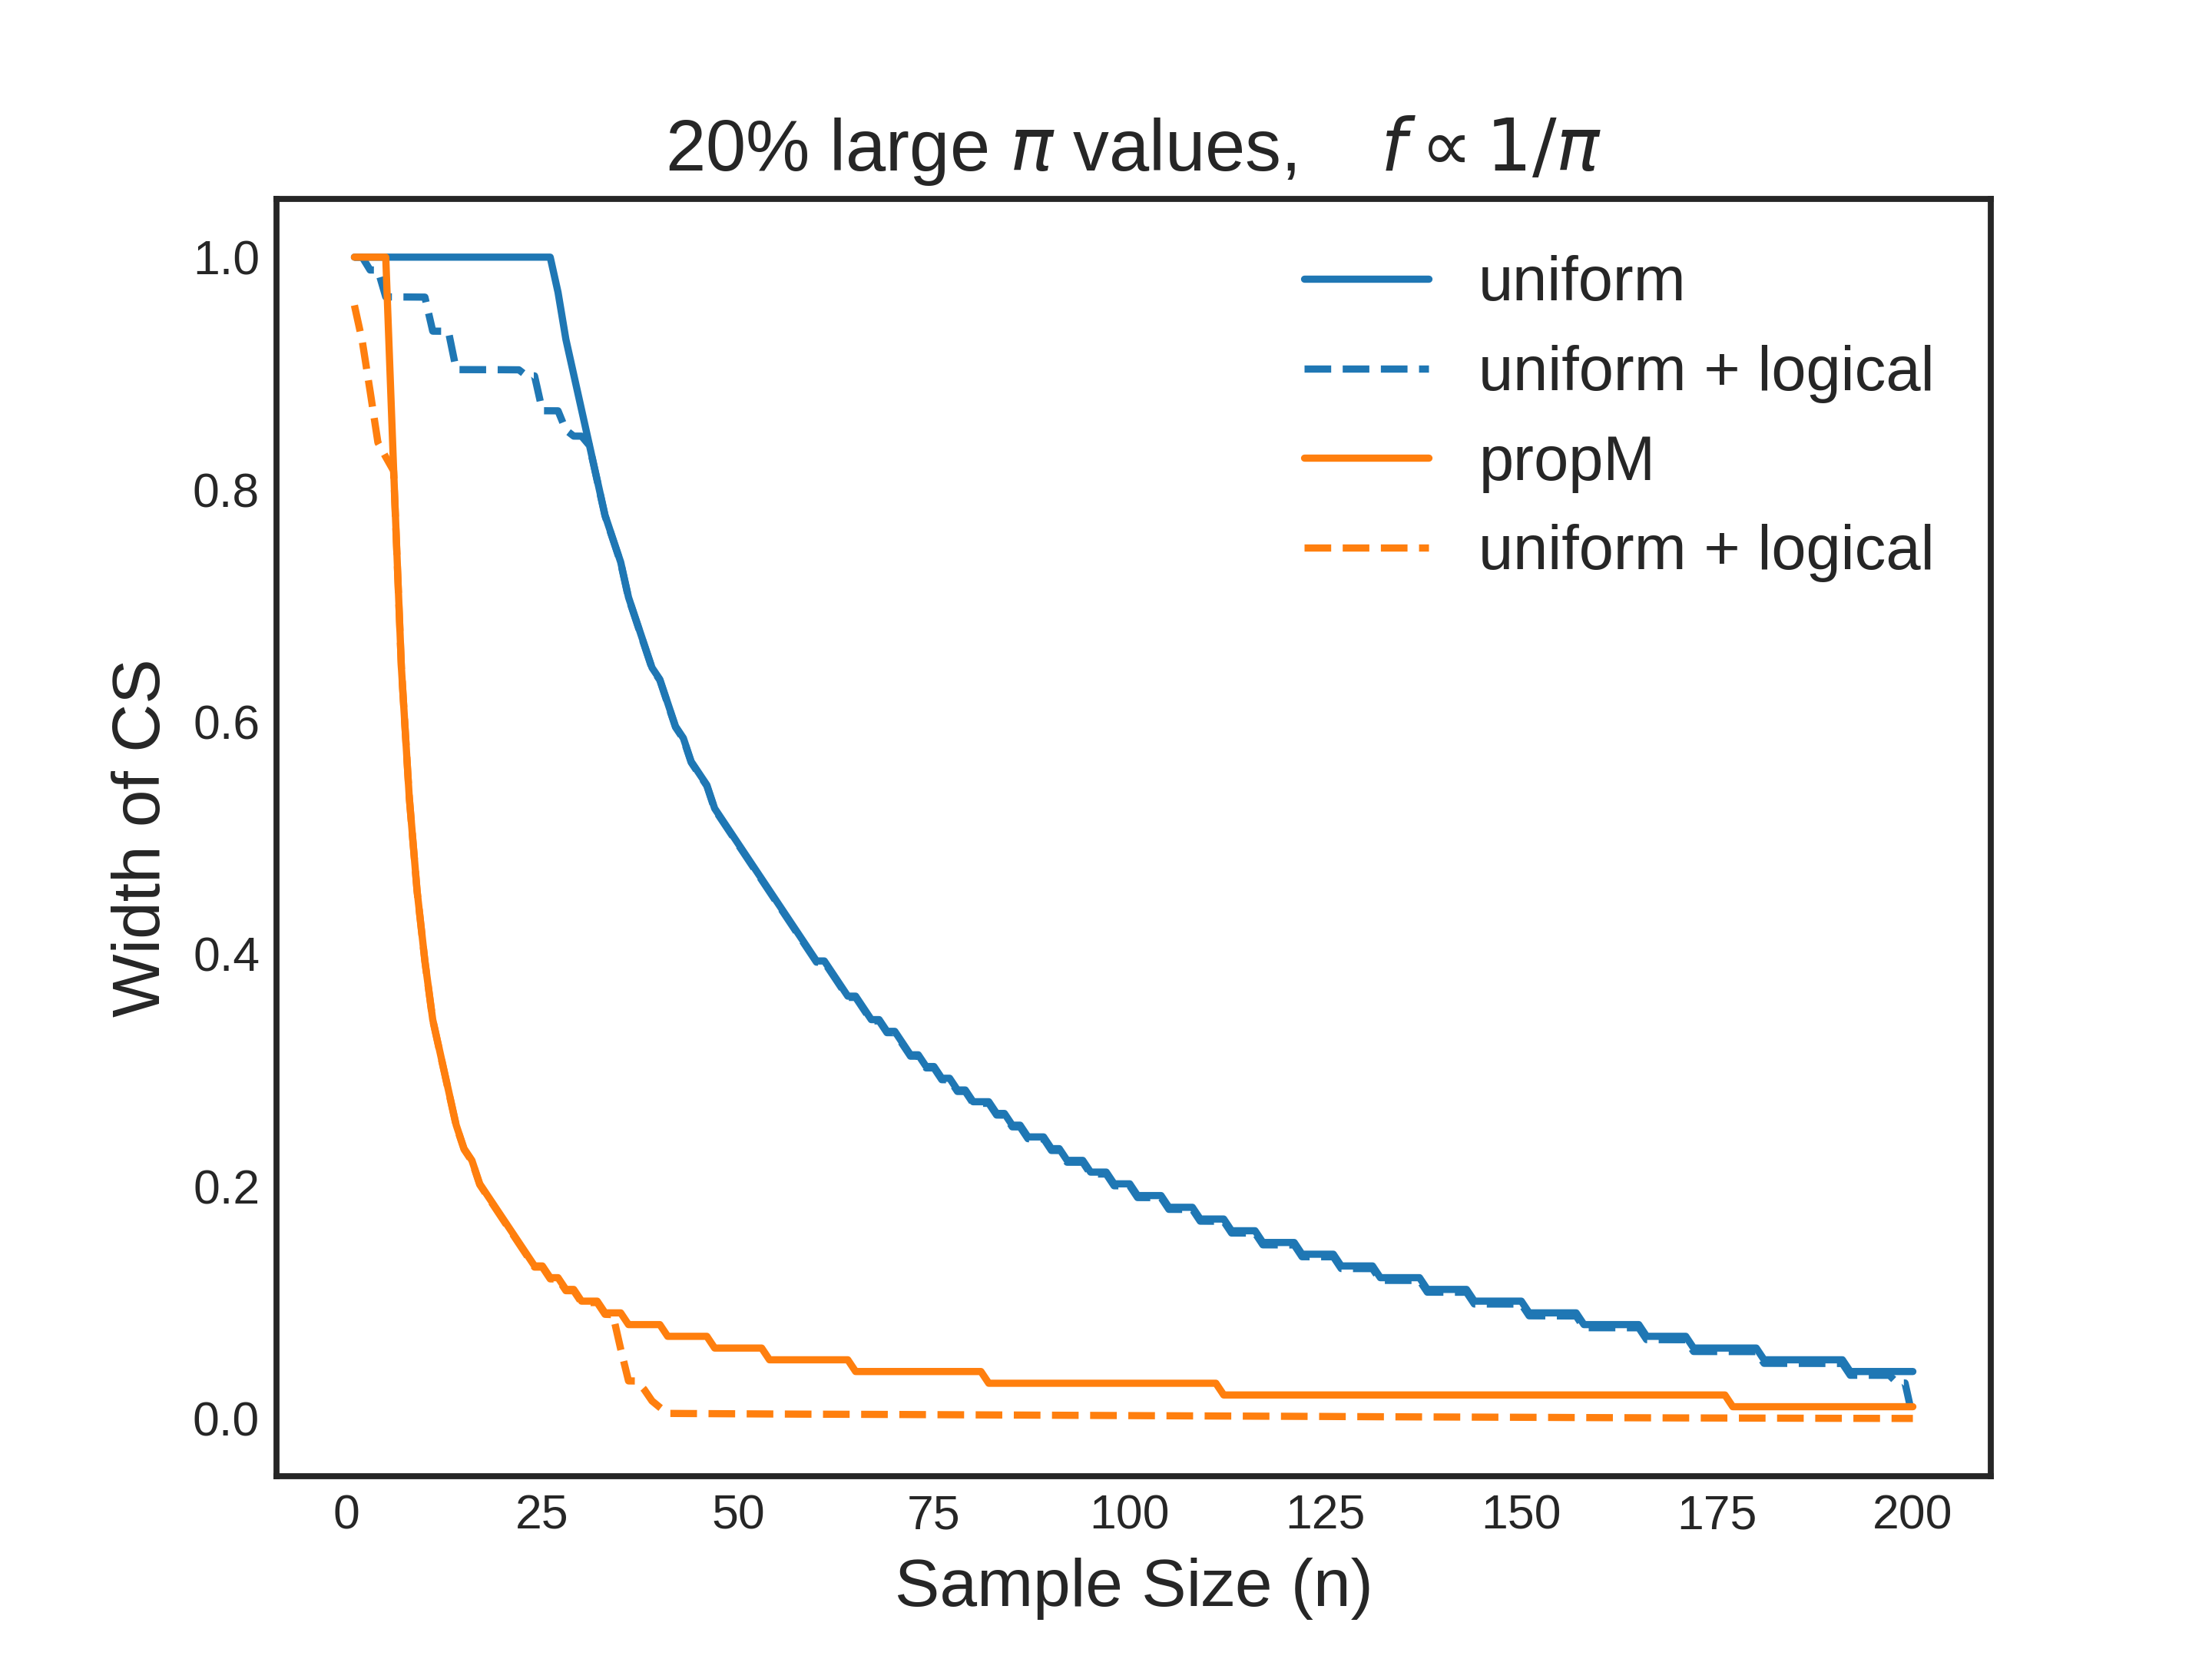 20% large π values, f ∝ 1/π
uniform
uniform + logical
propM
uniform + logical
Width of CS
1.0
0.8
0.6
0.4
0.2
0.0
0 25 50 75 100 125 150 175 200
Sample Size (n)